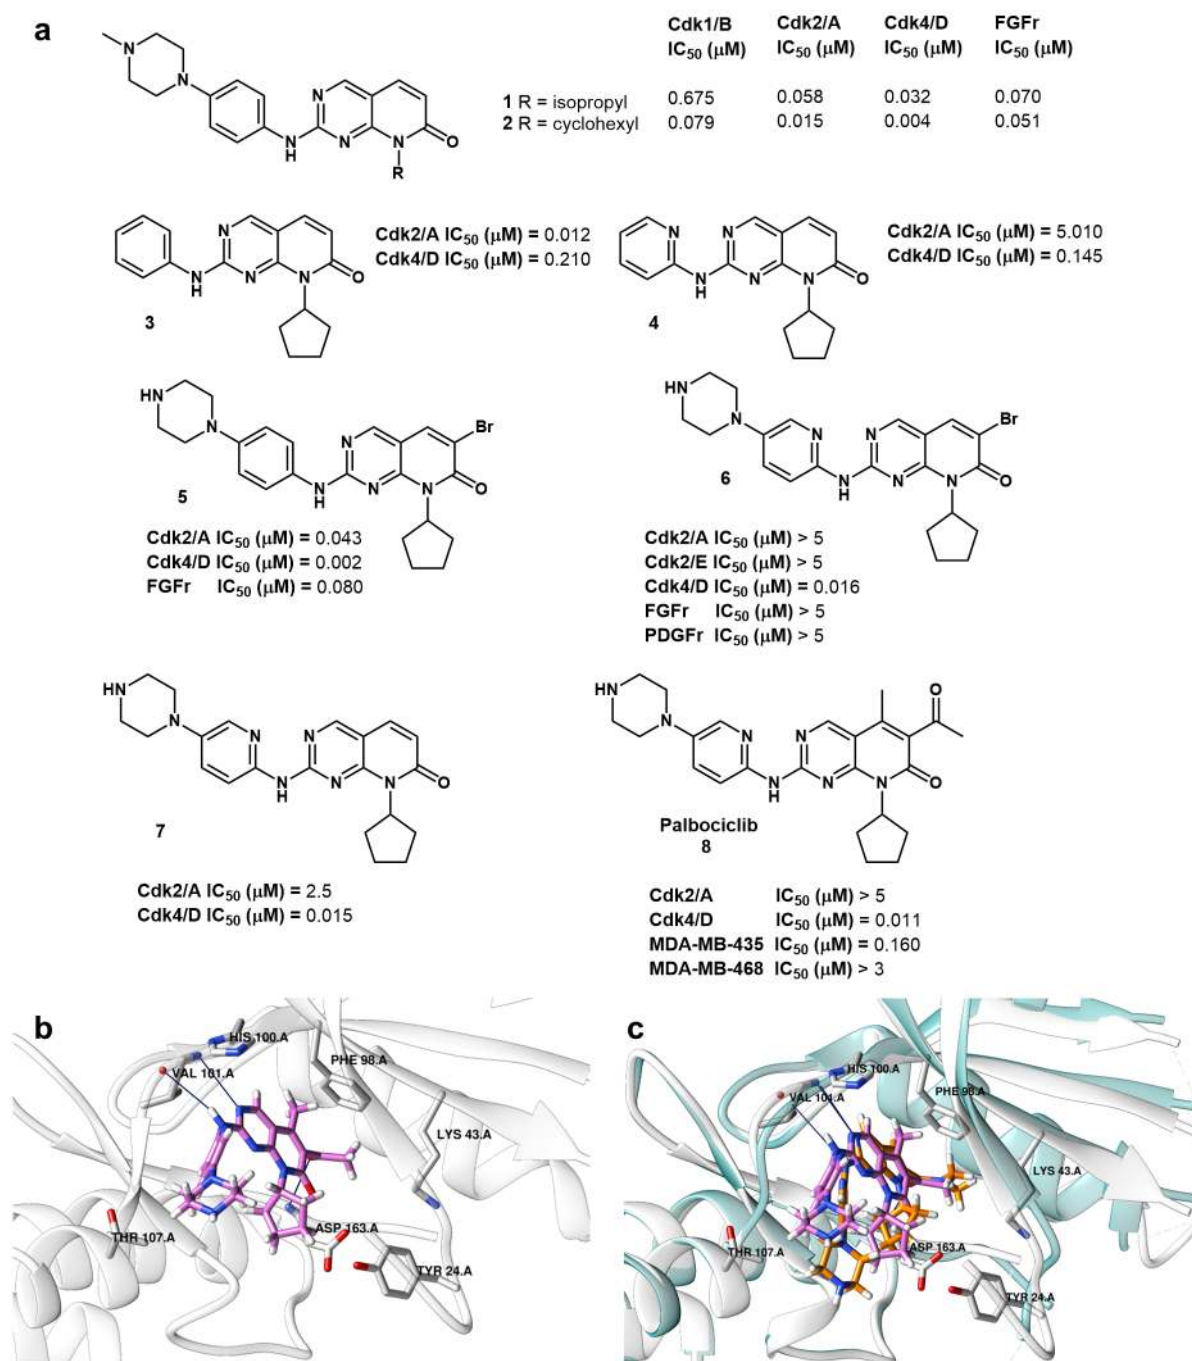 a
Cdk1/B Cdk2/A Cdk4/D FGFr
IC50 (μM) IC50 (μM) IC50 (μM) IC50 (μM)
1 R = isopropyl 0.675 0.058 0.032 0.070
2 R = cyclohexyl 0.079 0.015 0.004 0.051
N
N
N
N
H
N
N
O
R
Cdk2/A IC50 (μM) = 0.012
Cdk4/D IC50 (μM) = 0.210
N
N
H
N
N
O
3
Cdk2/A IC50 (μM) = 5.010
Cdk4/D IC50 (μM) = 0.145
N
N
N
H
N
N
O
4
HN
N
N
Br
N
H
N
N
O
5
Cdk2/A IC50 (μM) = 0.043
Cdk4/D IC50 (μM) = 0.002
FGFr IC50 (μM) = 0.080
HN
N
N
N
Br
N
H
N
N
O
6
Cdk2/A IC50 (μM) > 5
Cdk2/E IC50 (μM) > 5
Cdk4/D IC50 (μM) = 0.016
FGFr IC50 (μM) > 5
PDGFr IC50 (μM) > 5
HN
N
N
N
N
H
N
N
O
7
Cdk2/A IC50 (μM) = 2.5
Cdk4/D IC50 (μM) = 0.015
HN
O
N
N
N
N
H
N
N
O
Palbociclib
8
Cdk2/A IC50 (μM) > 5
Cdk4/D IC50 (μM) = 0.011
MDA-MB-435 IC50 (μM) = 0.160
MDA-MB-468 IC50 (μM) > 3
b
HIS 100.A
PHE 98.A
VAL 101.A
LYS 43.A
THR 107.A
ASP 163.A
TYR 24.A
c
HIS 100.A
PHE 98.A
VAL 101.A
LYS 43.A
THR 107.A
ASP 163.A
TYR 24.A